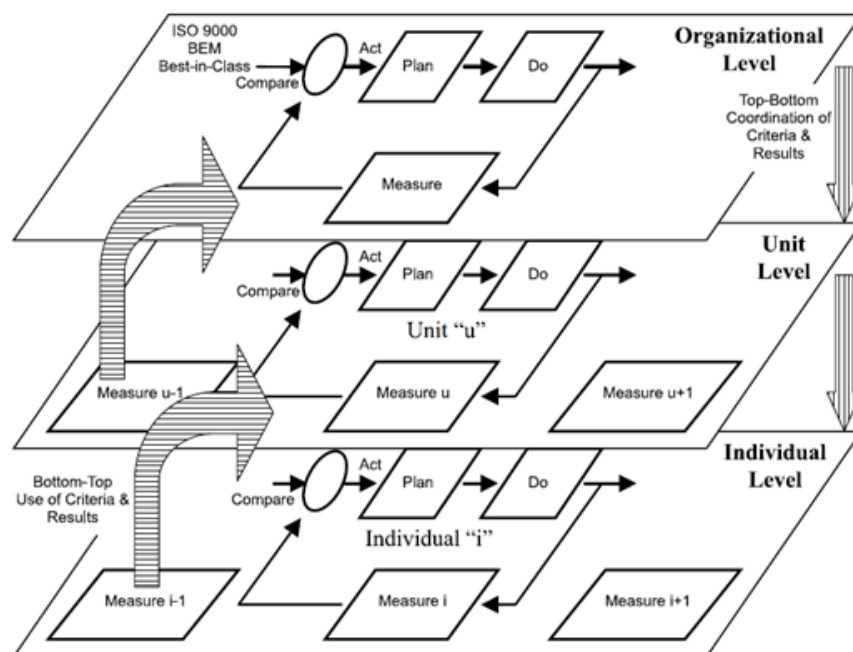 ISO 9000
BEM
Best-in-Class
Compare
Act
Plan
Do
Organizational
Level
Top-Bottom
Coordination of
Criteria &
Results
Measure
Compare
Act
Plan
Do
Unit
Level
Unit “u”
Measure u-1
Measure u
Measure u+1
Bottom-Top
Use of Criteria &
Results
Compare
Act
Plan
Do
Individual
Level
Individual “i”
Measure i-1
Measure i
Measure i+1